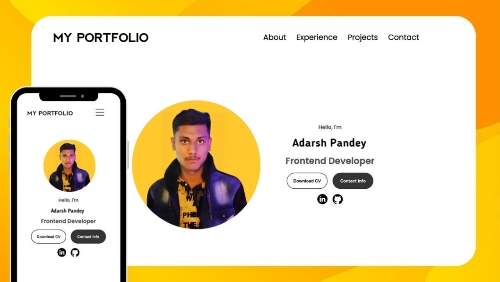 MY PORTFOLIO
About Experience Projects Contact
Hello, I'm
Adarsh Pandey
Frontend Developer
Download CV Contact Info
MY PORTFOLIO
Hello, I'm
Adarsh Pandey
Frontend Developer
Download CV Contact Info